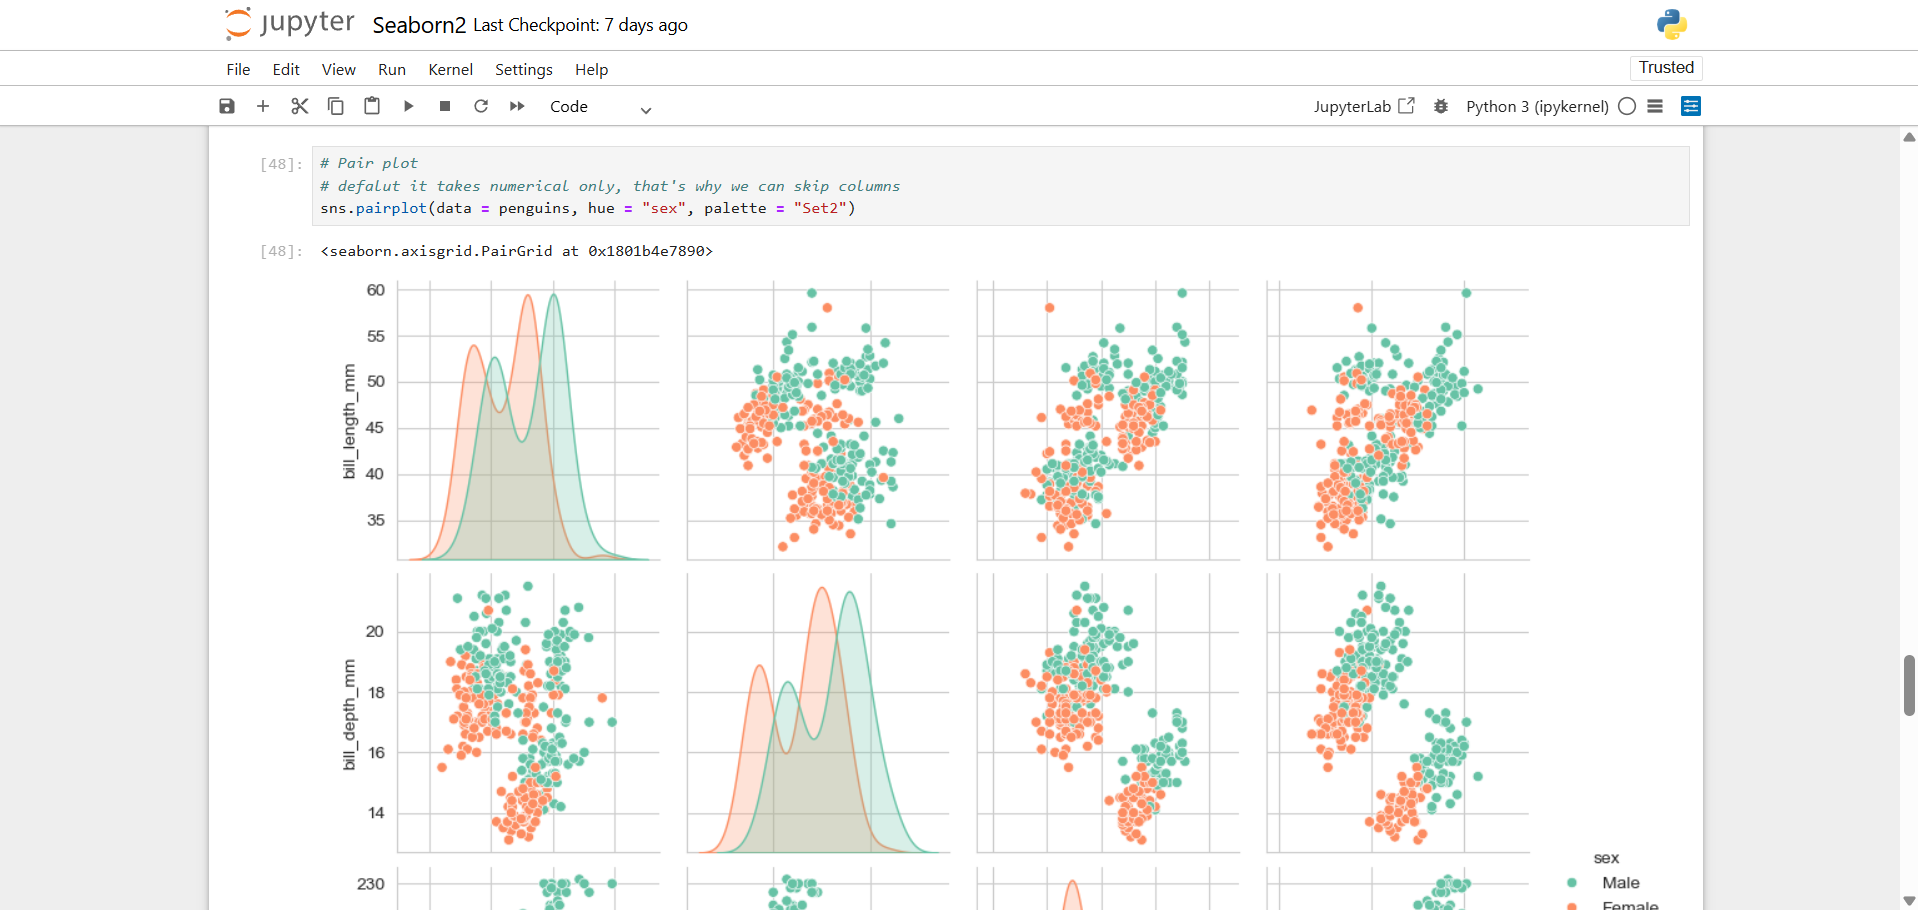 jupyter Seaborn2 Last Checkpoint: 7 days ago
File Edit View Run Kernel Settings Help
Trusted
Code
JupyterLab
Python 3 (ipykernel)
[48]:
# Pair plot
# defalut it takes numerical only, that's why we can skip columns
sns.pairplot(data = penguins, hue = "sex", palette = "Set2")
[48]:
<seaborn.axisgrid.PairGrid at 0x1801b4e7890>
60
55
50
45
40
35
bill_length_mm
20
18
16
14
bill_depth_mm
230
sex
Male
Female